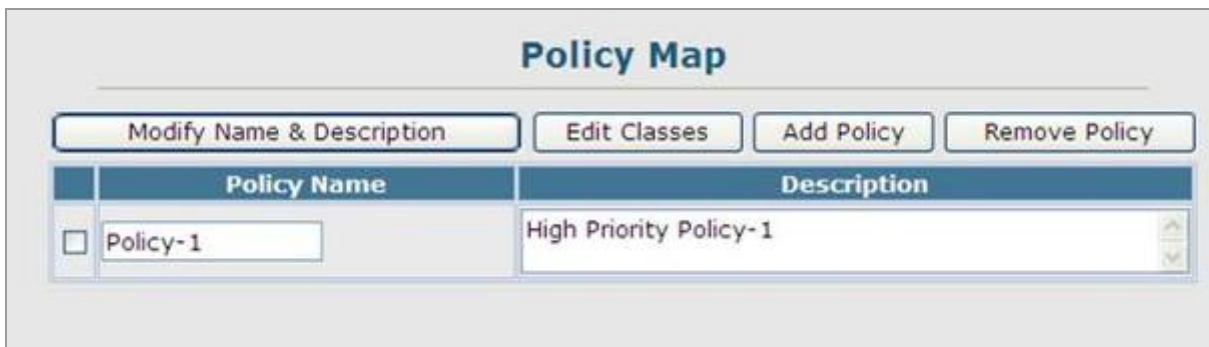 Policy Map
Modify Name & Description Edit Classes Add Policy Remove Policy
Policy Name Description
Policy-1 High Priority Policy-1